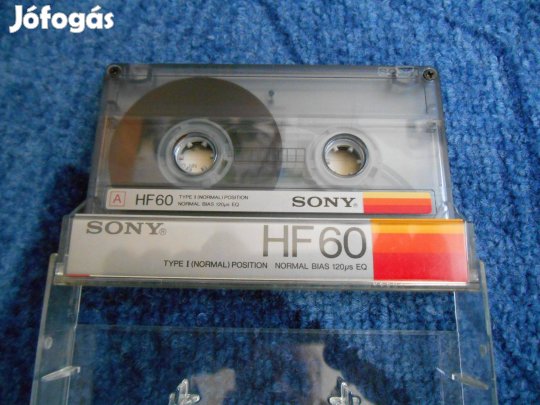 Jófogás
A HF60 TYPE I (NORMAL) POSITION
NORMAL BIAS 120μs EQ SONY®
SONY® HF60
TYPE I (NORMAL) POSITION NORMAL BIAS 120μs EQ